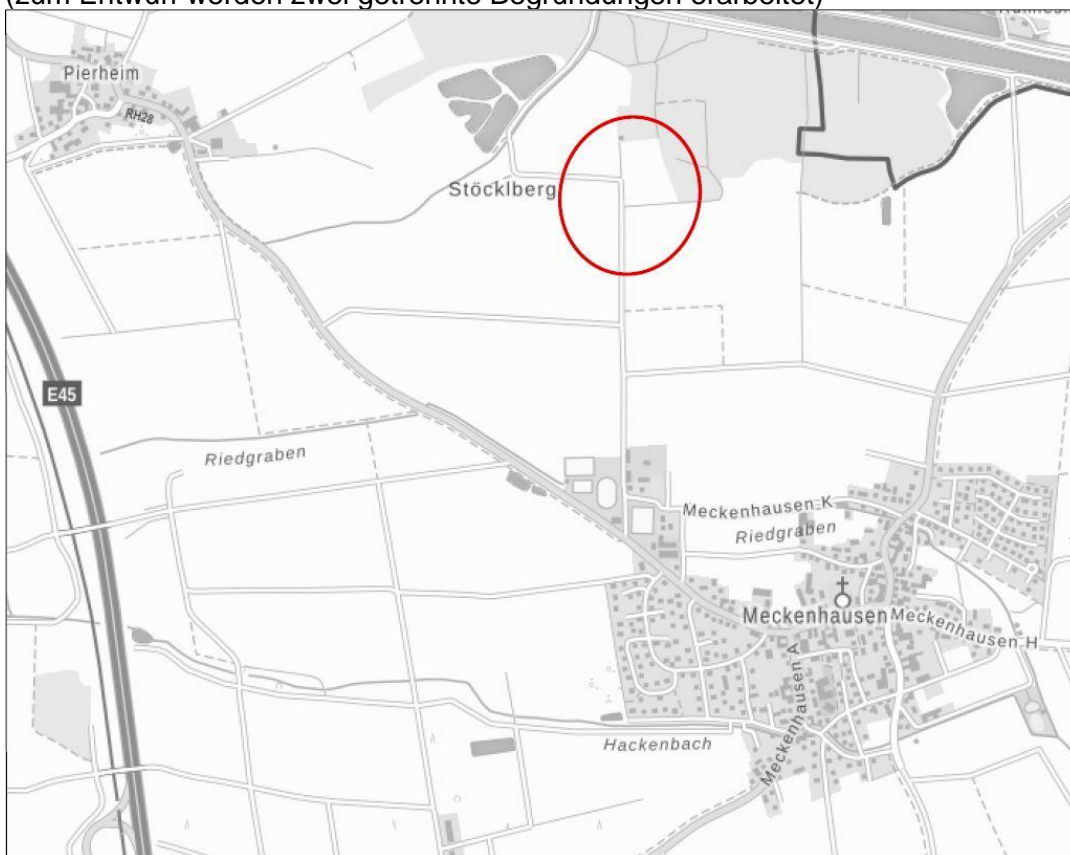 (zum Entwurf werden zwei getrennte Begründungen erarbeitet)
Pierheim
RH28
Stöcklberg
E45
Riedgraben
Meckenhausen K
Riedgraben
Meckenhausen
Meckenhausen H
Meckenhausen A
Hackenbach